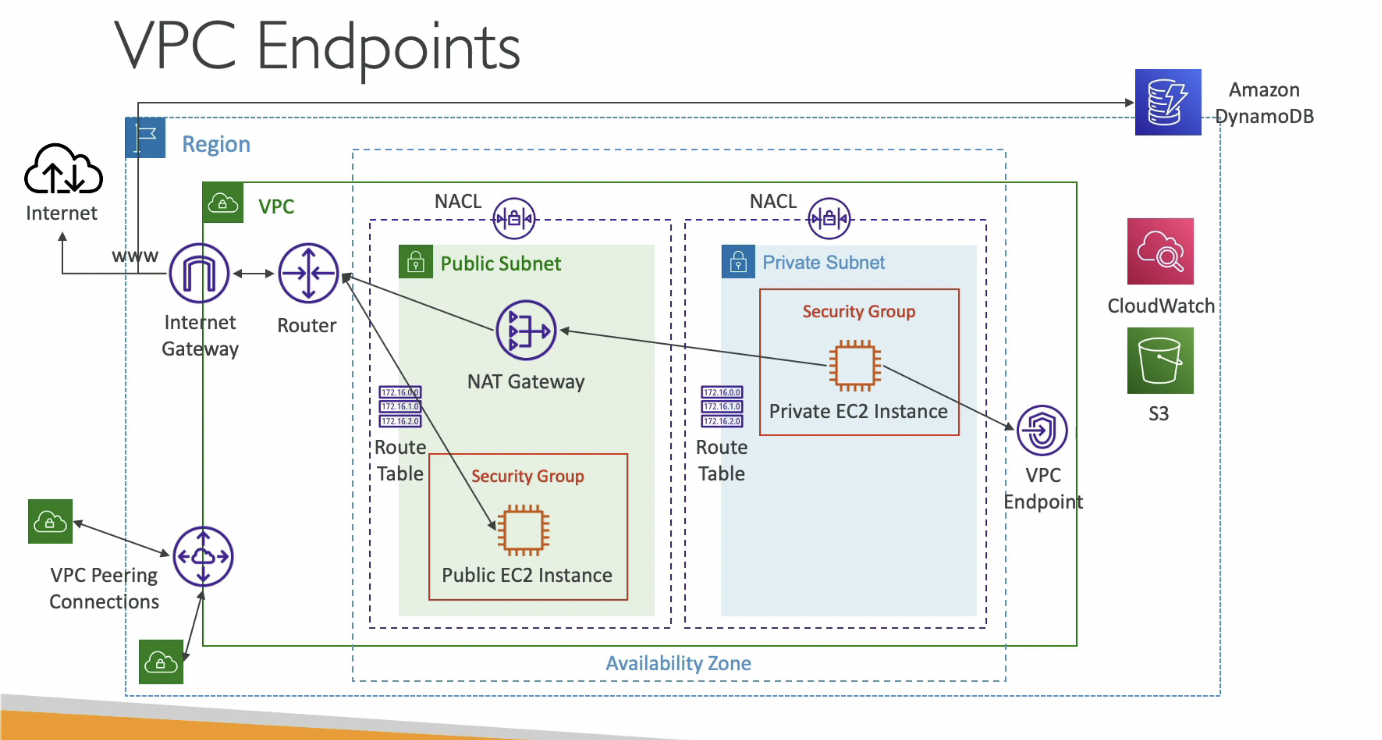 VPC Endpoints
Amazon
DynamoDB
Region
Internet
VPC
NACL
NACL
www
Public Subnet
Private Subnet
Security Group
Internet
Gateway
Router
NAT Gateway
CloudWatch
172.16.0.0
172.16.1.0
172.16.2.0
172.16.0.0
172.16.1.0
172.16.2.0
Private EC2 Instance
S3
Route
Table
Route
Table
Security Group
VPC
Endpoint
Public EC2 Instance
VPC Peering
Connections
Availability Zone